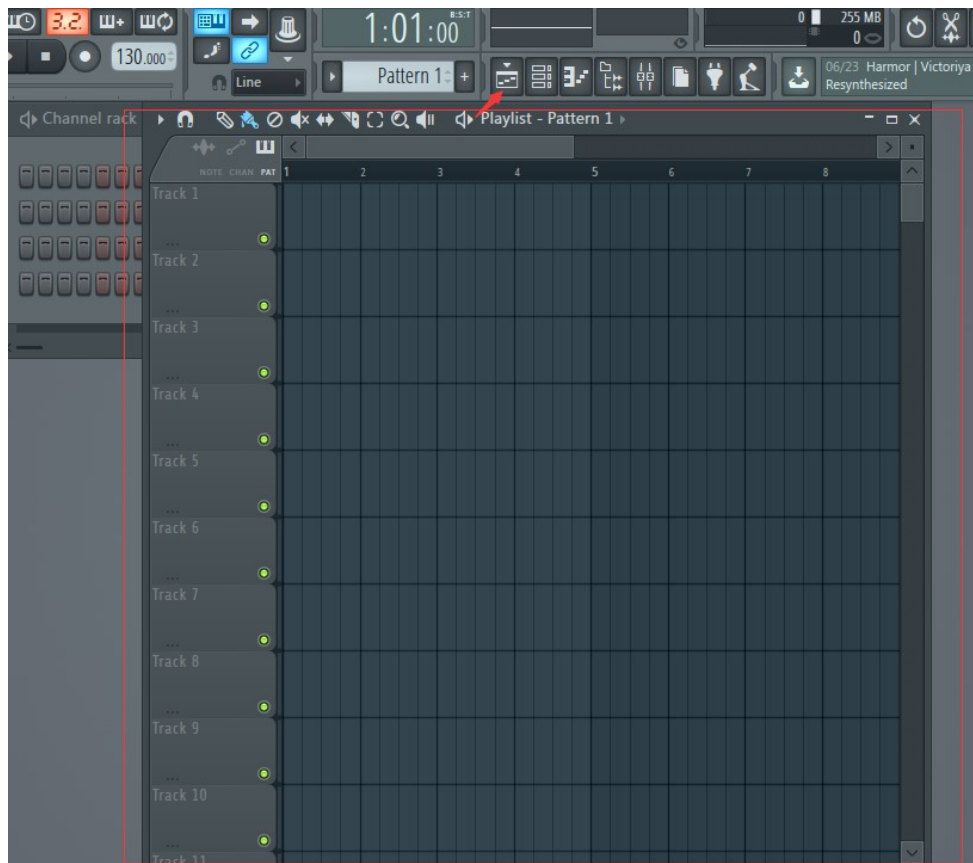 3.2.
130.000
Line
1:01:00
B:S:T
Pattern 1
+
0
255 MB
0
06/23 Harmor | Victoriya
Resynthesized
Channel rack
Playlist - Pattern 1
NOTE CHAN PAT
1 2 3 4 5 6 7 8
Track 1
...
Track 2
...
Track 3
...
Track 4
...
Track 5
...
Track 6
...
Track 7
...
Track 8
...
Track 9
...
Track 10
...
Track 11